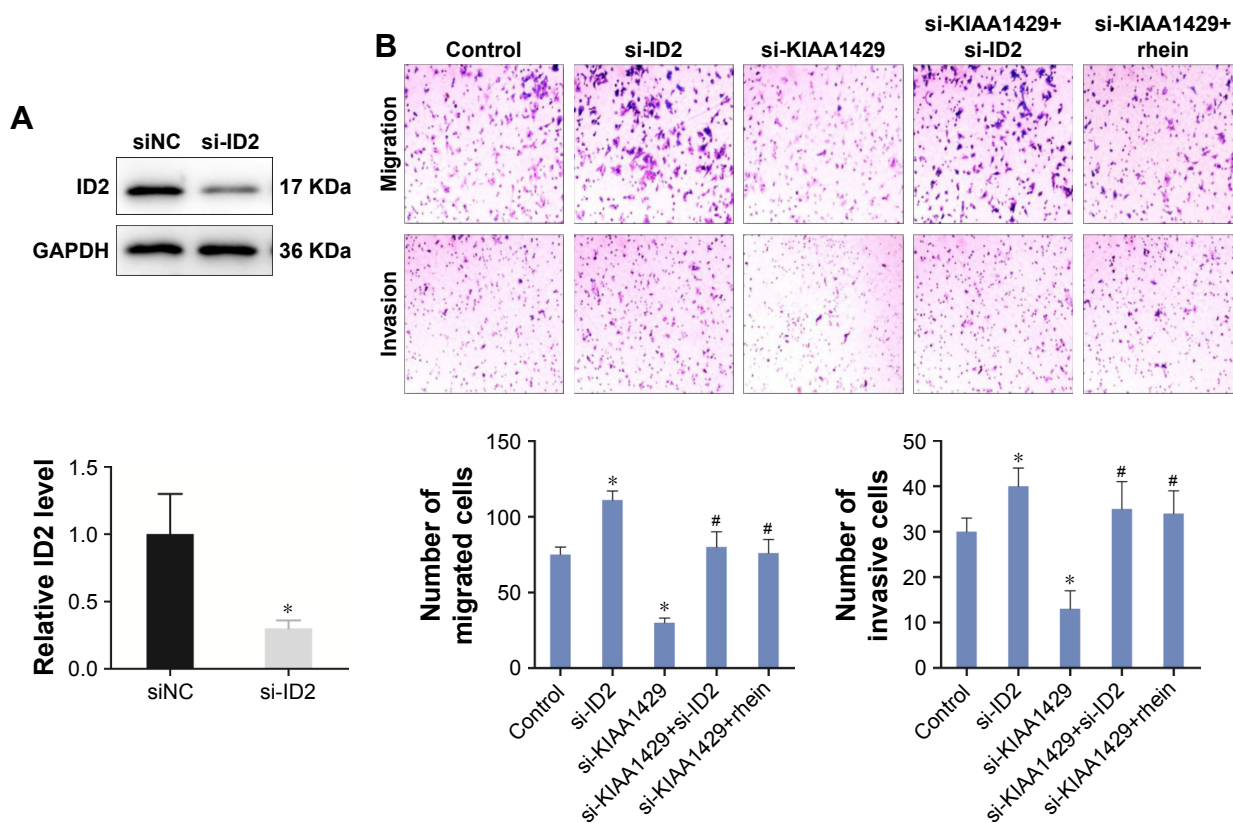 A
siNC si-ID2
ID2 17 KDa
GAPDH 36 KDa
Relative ID2 level
1.5
1.0
0.5
0.0
*
siNC si-ID2
B
Control si-ID2 si-KIAA1429 si-KIAA1429+ si-KIAA1429+
si-ID2 rhein
Migration
Invasion
Number of
migrated cells
150
100
50
0
* * # #
Control
si-ID2
si-KIAA1429
si-KIAA1429+si-ID2
si-KIAA1429+rhein
Number of
invasive cells
50
40
30
20
10
0
* * # #
Control
si-ID2
si-KIAA1429
si-KIAA1429+si-ID2
si-KIAA1429+rhein